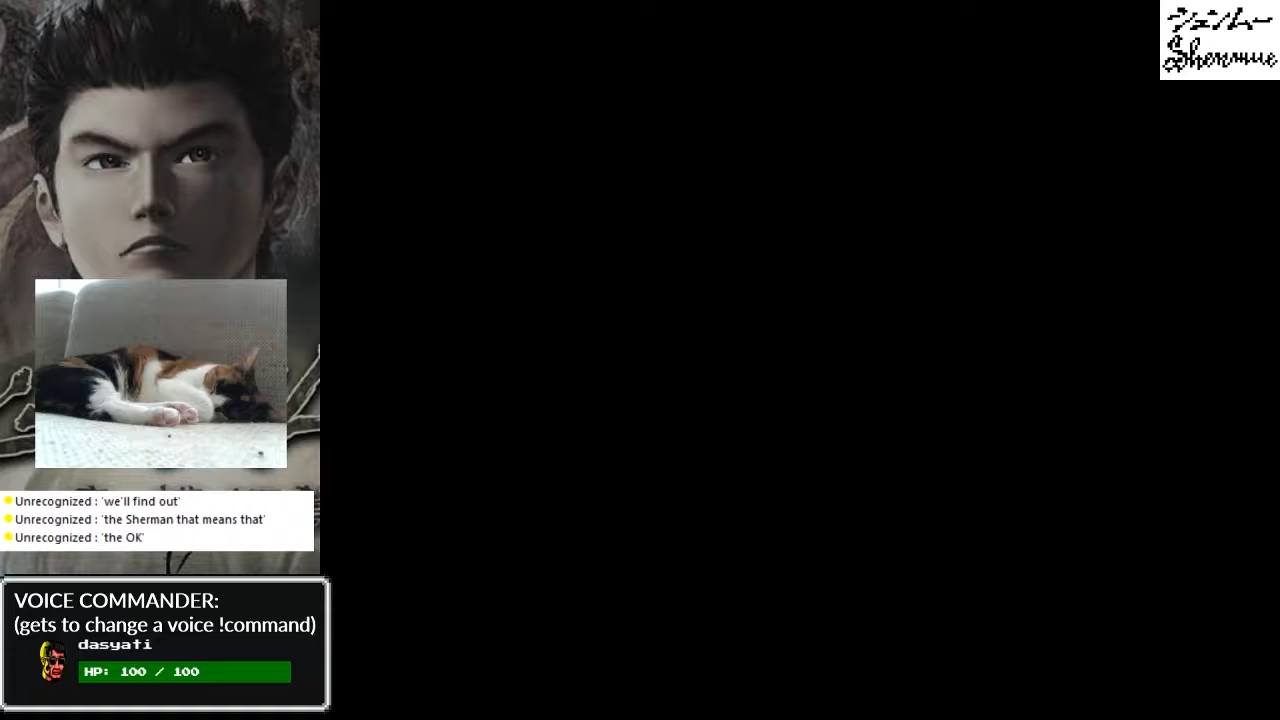 シェンムー
Shenmue
Unrecognized : 'we'll find out'
Unrecognized : 'the Sherman that means that'
Unrecognized : 'the OK'
VOICE COMMANDER:
(gets to change a voice !command)
dasyati
HP: 100 / 100